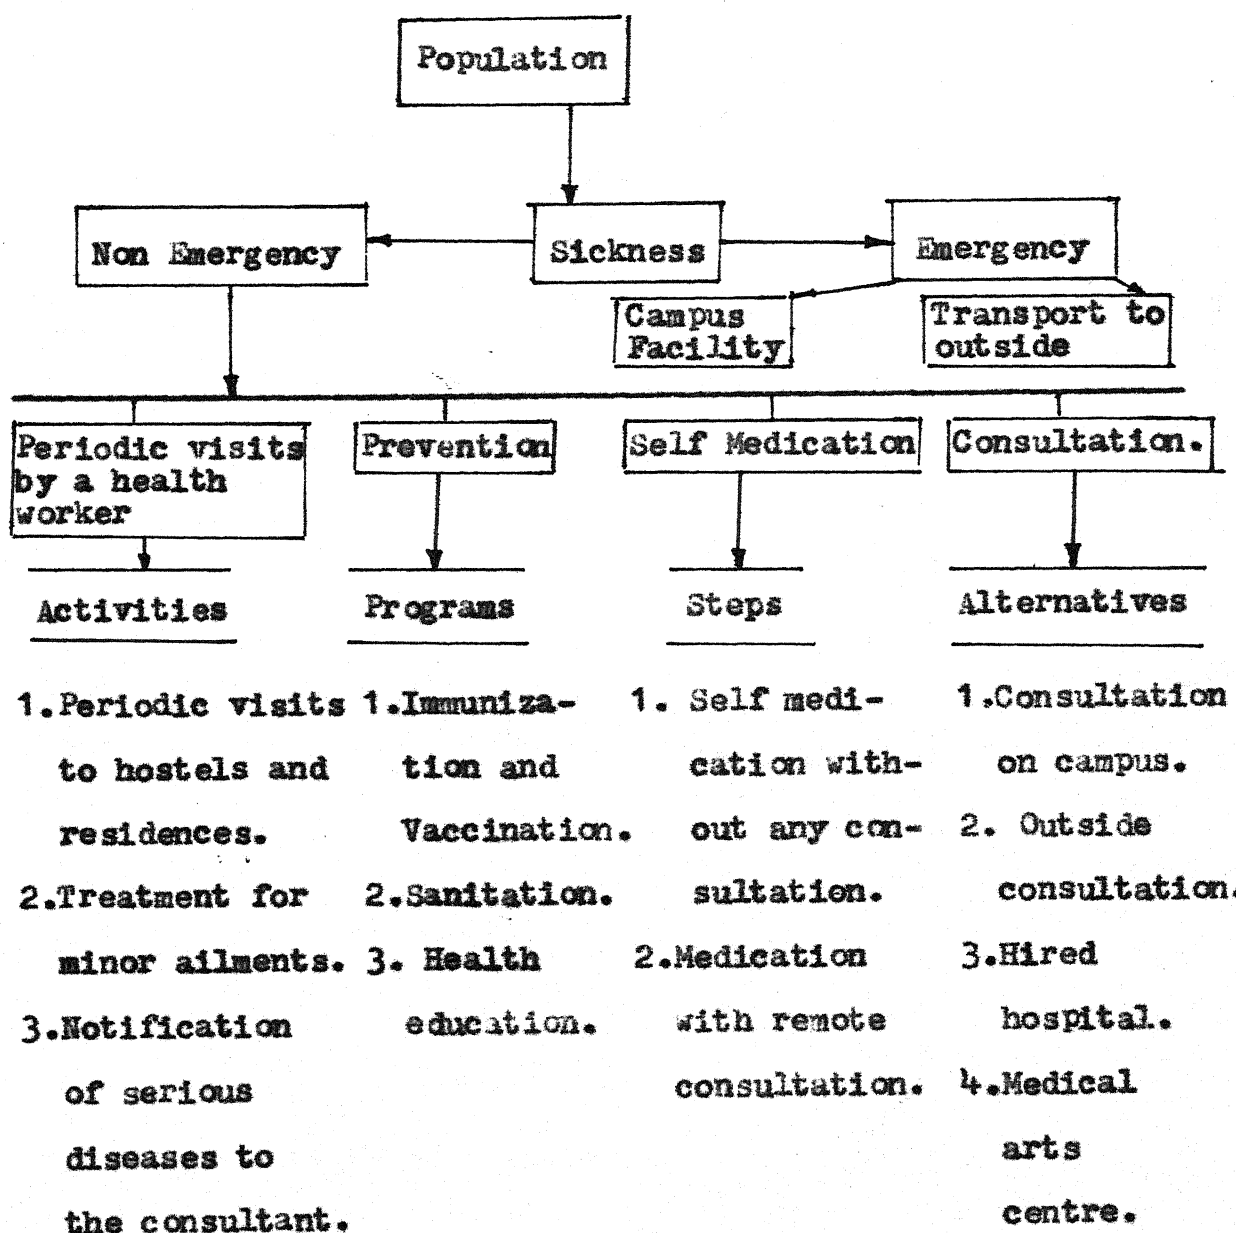 Population
Non Emergency
Sickness
Emergency
Campus
Facility
Transport to
outside
Periodic visits
by a health
worker
Prevention
Self Medication
Consultation.
Activities
Programs
Steps
Alternatives
1.Periodic visits
to hostels and
residences.
2.Treatment for
minor ailments.
3.Notification
of serious
diseases to
the consultant.
1.Immuniza-
tion and
Vaccination.
2.Sanitation.
3. Health
education.
1. Self medi-
cation with-
out any con-
sultation.
2.Medication
with remote
consultation.
1.Consultation
on campus.
2. Outside
consultation.
3.Hired
hospital.
4.Medical
arts
centre.